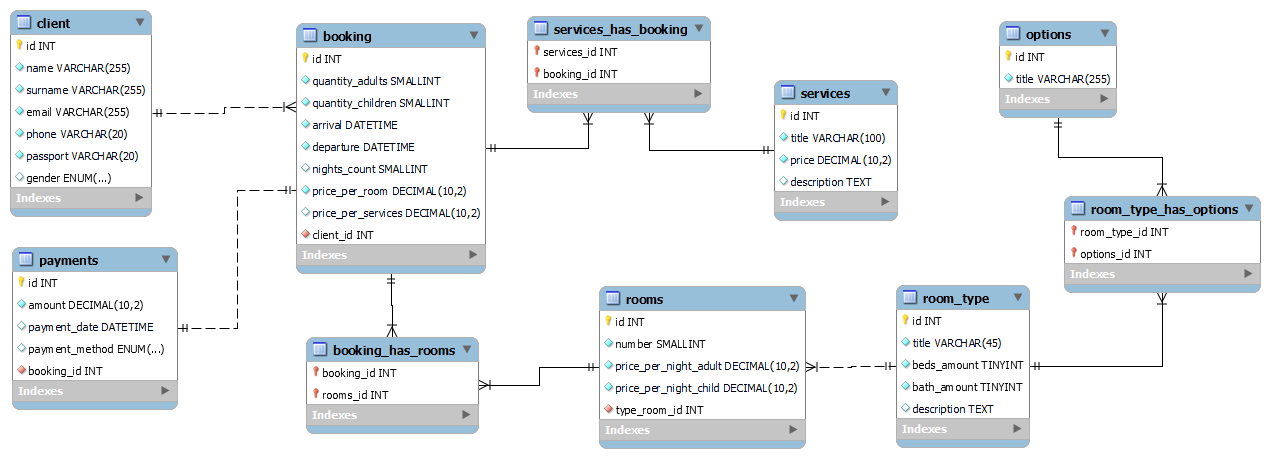 client
id INT
name VARCHAR(255)
surname VARCHAR(255)
email VARCHAR(255)
phone VARCHAR(20)
passport VARCHAR(20)
gender ENUM(...)
Indexes
payments
id INT
amount DECIMAL(10,2)
payment_date DATETIME
payment_method ENUM(...)
booking_id INT
Indexes
booking
id INT
quantity_adults SMALLINT
quantity_children SMALLINT
arrival DATETIME
departure DATETIME
nights_count SMALLINT
price_per_room DECIMAL(10,2)
price_per_services DECIMAL(10,2)
client_id INT
Indexes
booking_has_rooms
booking_id INT
rooms_id INT
Indexes
services_has_booking
services_id INT
booking_id INT
Indexes
services
id INT
title VARCHAR(100)
price DECIMAL(10,2)
description TEXT
Indexes
rooms
id INT
number SMALLINT
price_per_night_adult DECIMAL(10,2)
price_per_night_child DECIMAL(10,2)
type_room_id INT
Indexes
room_type
id INT
title VARCHAR(45)
beds_amount TINYINT
bath_amount TINYINT
description TEXT
Indexes
options
id INT
title VARCHAR(255)
Indexes
room_type_has_options
room_type_id INT
options_id INT
Indexes